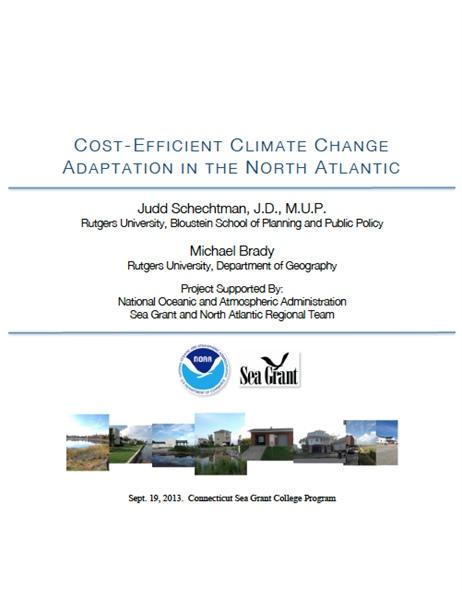 COST-EFFICIENT CLIMATE CHANGE
ADAPTATION IN THE NORTH ATLANTIC
Judd Schechtman, J.D., M.U.P.
Rutgers University, Bloustein School of Planning and Public Policy
Michael Brady
Rutgers University, Department of Geography
Project Supported By:
National Oceanic and Atmospheric Administration
Sea Grant and North Atlantic Regional Team
NOAA
Sea Grant
Sept. 19, 2013. Connecticut Sea Grant College Program